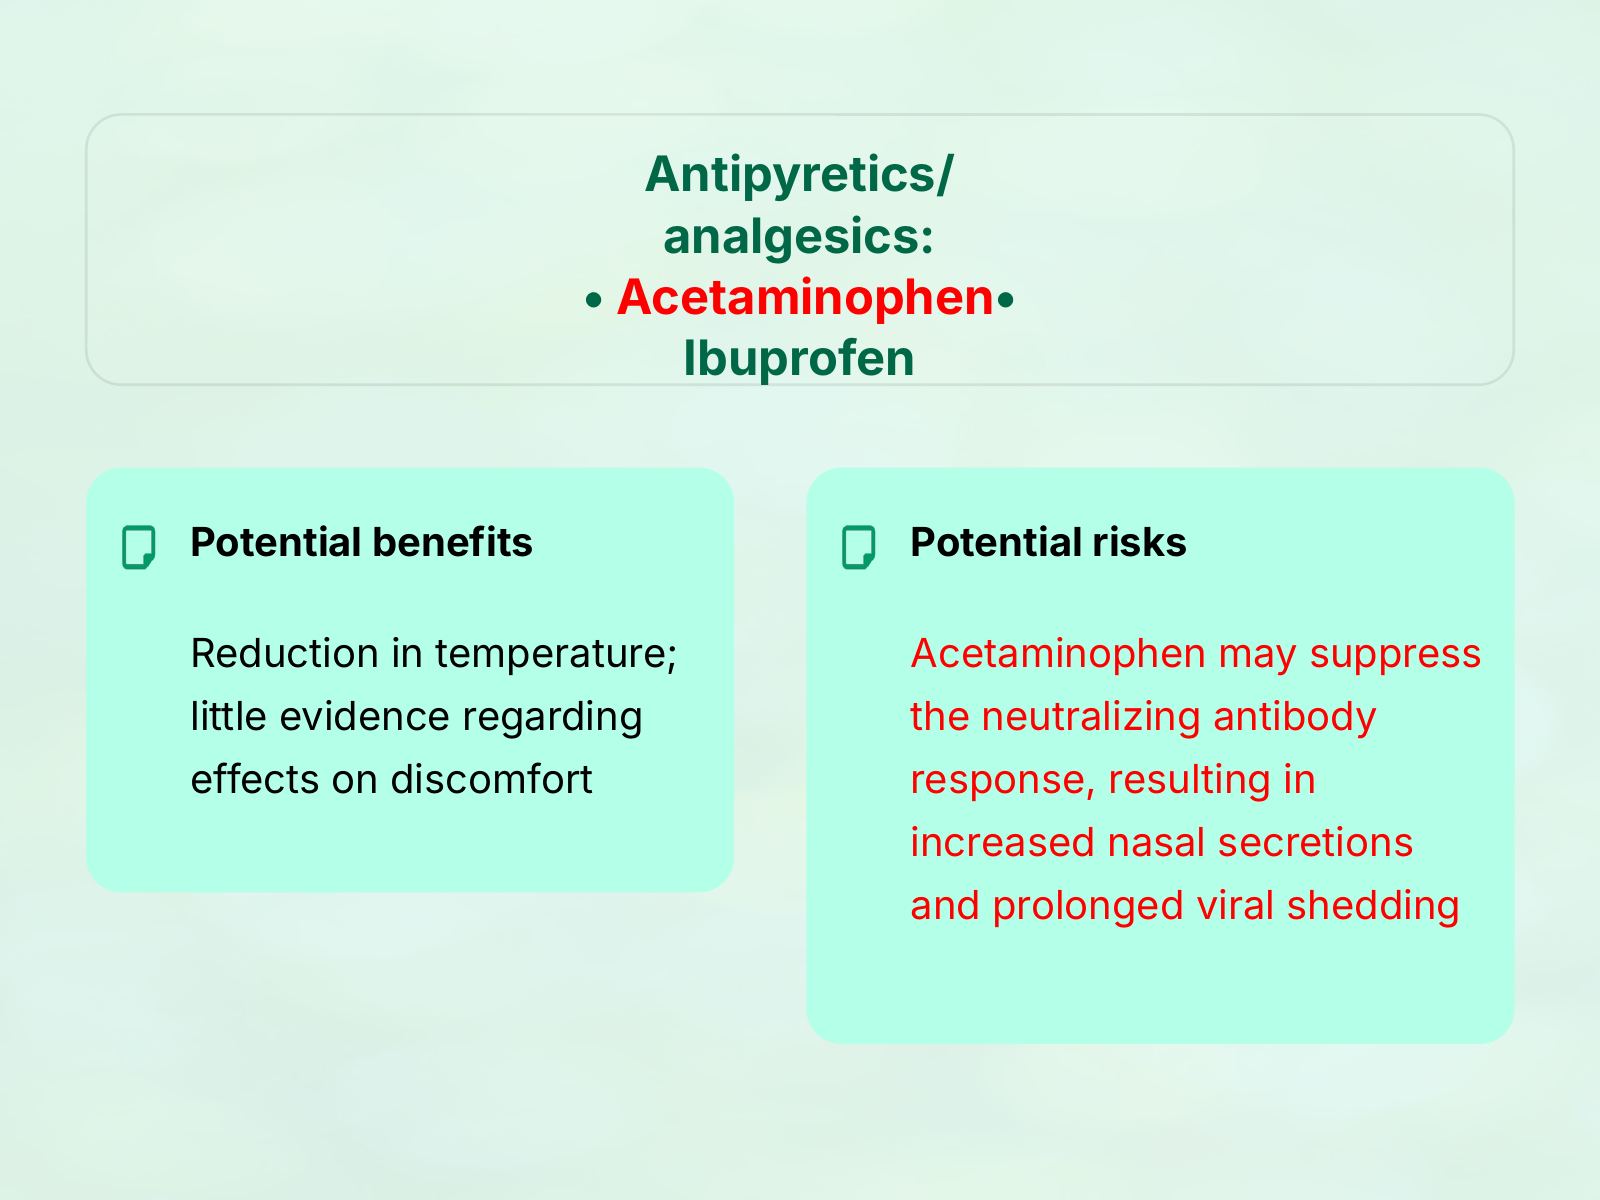 Antipyretics/
analgesics:
• Acetaminophen•
Ibuprofen
Potential benefits
Reduction in temperature;
little evidence regarding
effects on discomfort
Potential risks
Acetaminophen may suppress
the neutralizing antibody
response, resulting in
increased nasal secretions
and prolonged viral shedding